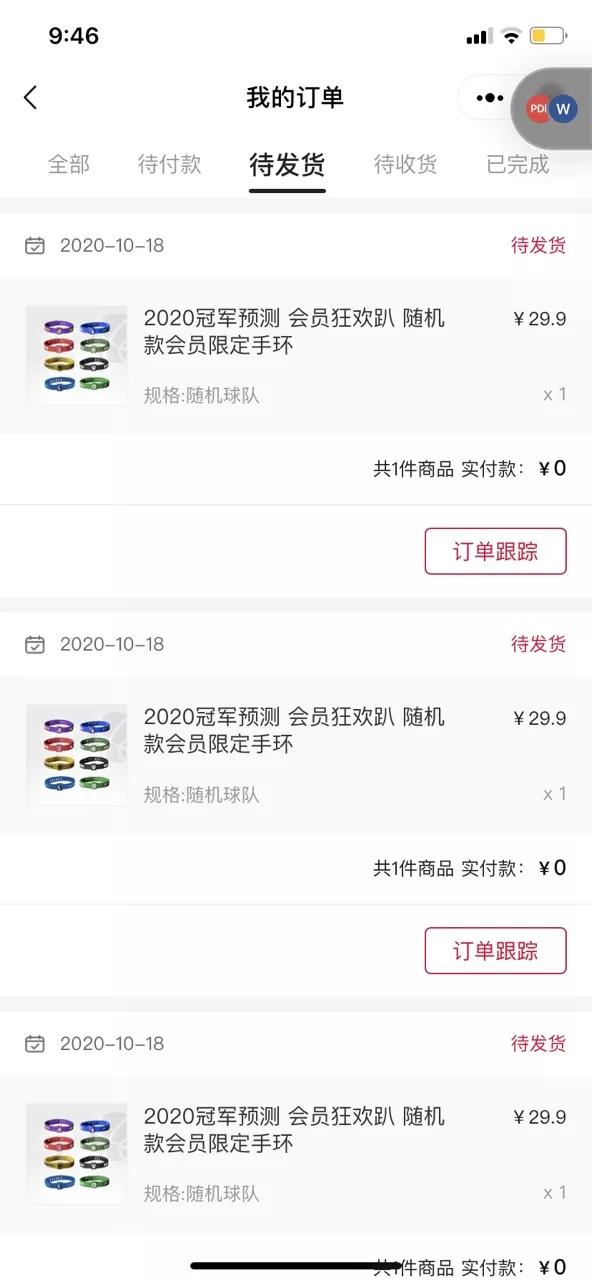 9:46
我的订单
PDF W
全部 待付款 待发货 待收货 已完成
2020-10-18 待发货
2020冠军预测 会员狂欢趴 随机 ¥29.9
款会员限定手环
规格:随机球队 x 1
共1件商品 实付款: ¥0
订单跟踪
2020-10-18 待发货
2020冠军预测 会员狂欢趴 随机 ¥29.9
款会员限定手环
规格:随机球队 x 1
共1件商品 实付款: ¥0
订单跟踪
2020-10-18 待发货
2020冠军预测 会员狂欢趴 随机 ¥29.9
款会员限定手环
规格:随机球队 x 1
共1件商品 实付款: ¥0